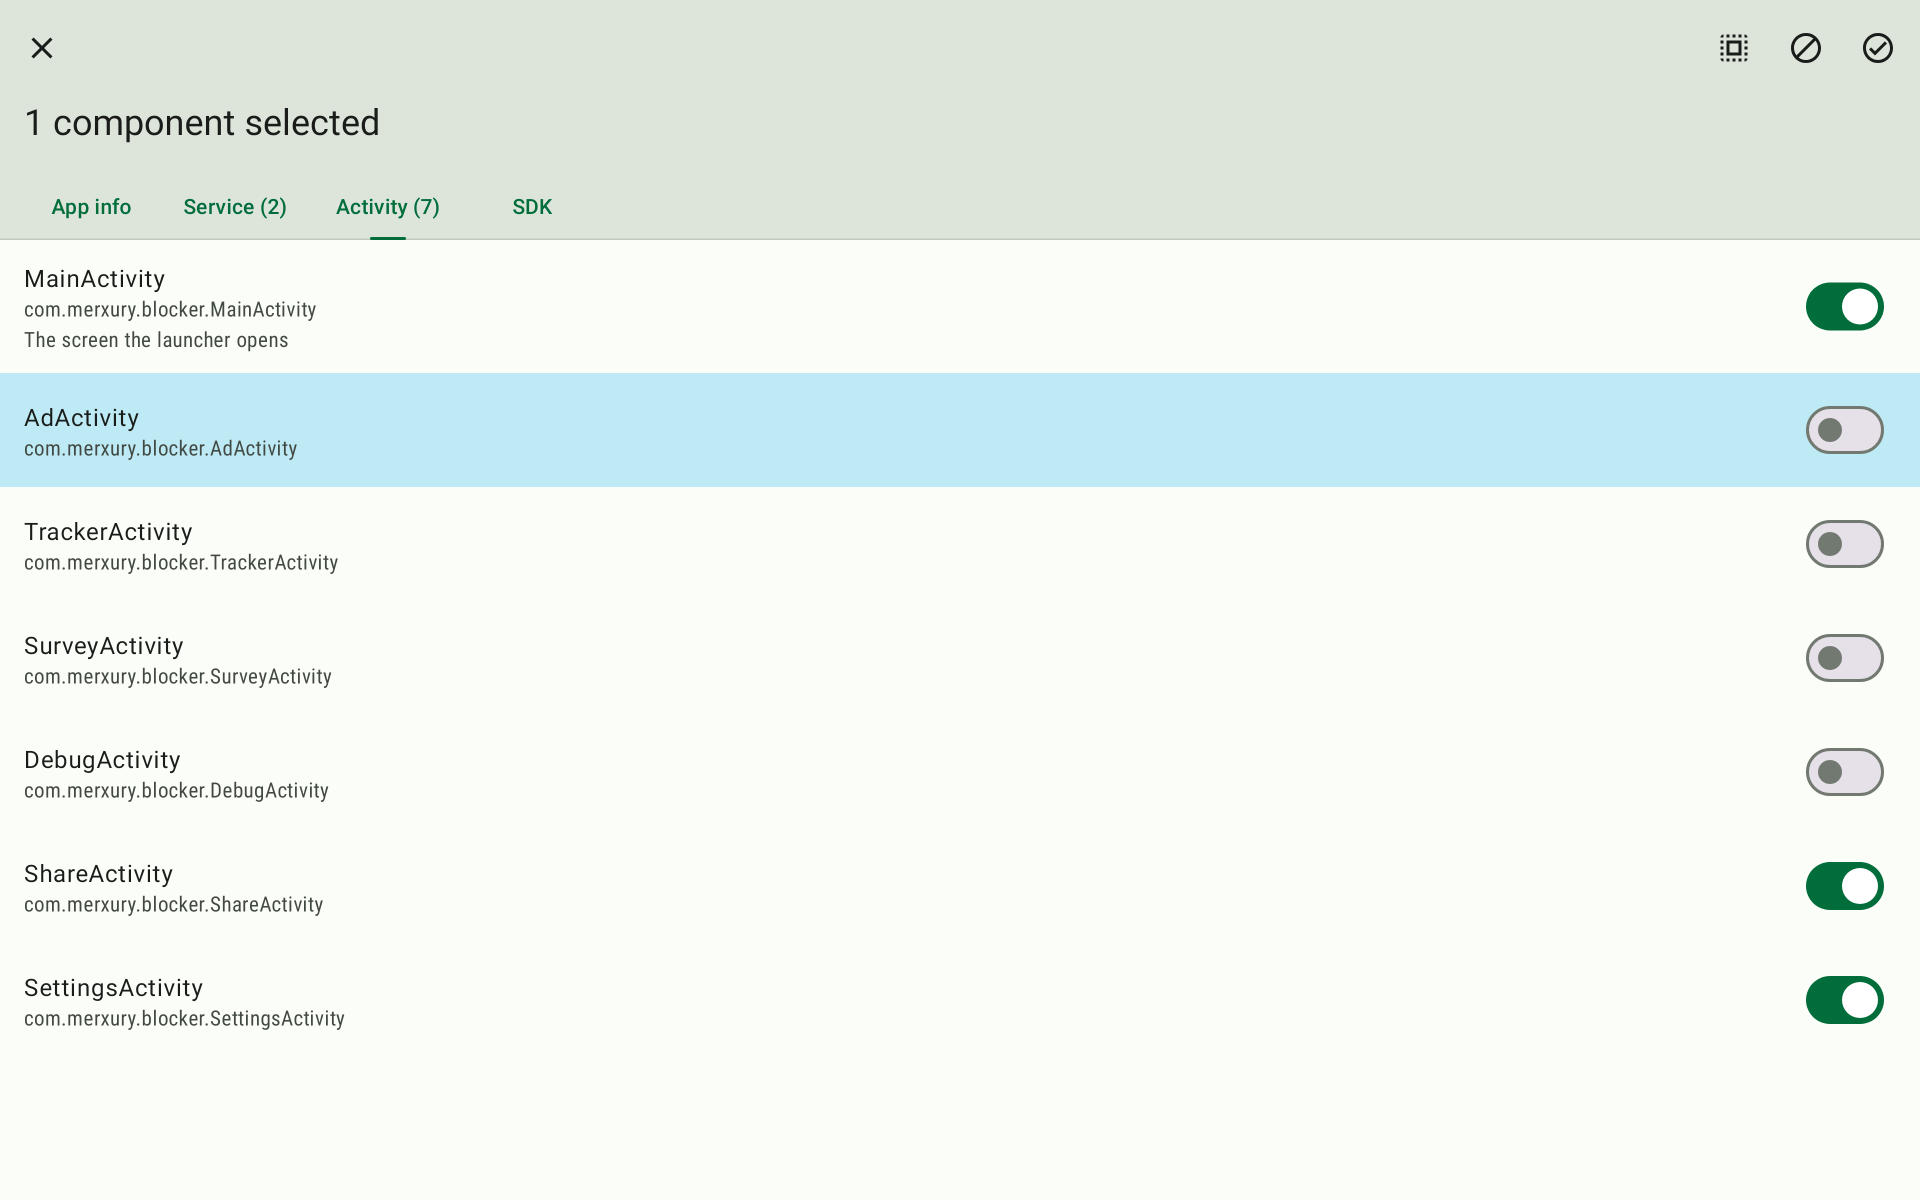 1 component selected
App info
Service (2)
Activity (7)
SDK
MainActivity
com.merxury.blocker.MainActivity
The screen the launcher opens
AdActivity
com.merxury.blocker.AdActivity
TrackerActivity
com.merxury.blocker.TrackerActivity
SurveyActivity
com.merxury.blocker.SurveyActivity
DebugActivity
com.merxury.blocker.DebugActivity
ShareActivity
com.merxury.blocker.ShareActivity
SettingsActivity
com.merxury.blocker.SettingsActivity